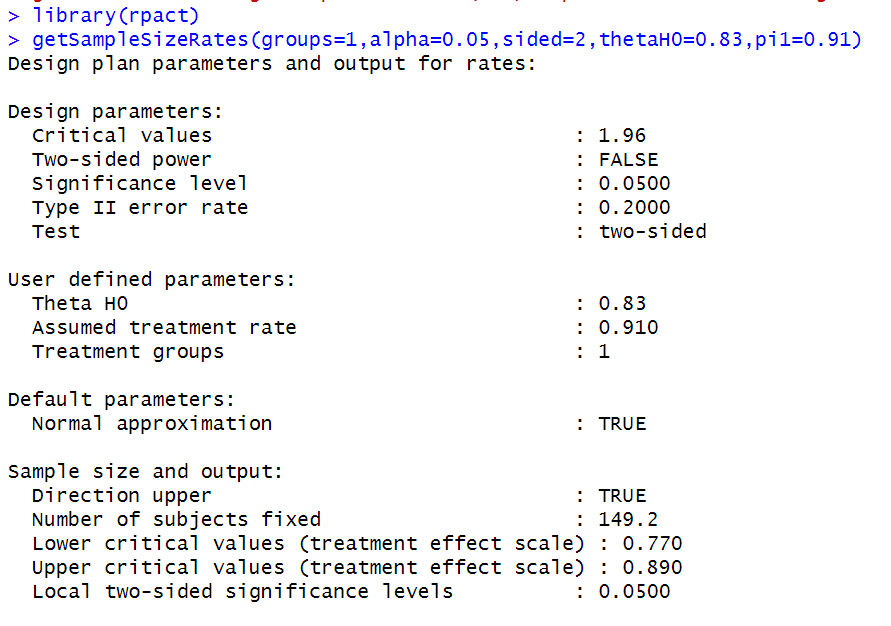 > library(rpact)
> getSampleSizeRates(groups=1,alpha=0.05,sided=2,thetaH0=0.83,pi1=0.91)
Design plan parameters and output for rates:

Design parameters:
  Critical values                              : 1.96
  Two-sided power                              : FALSE
  Significance level                           : 0.0500
  Type II error rate                           : 0.2000
  Test                                         : two-sided

User defined parameters:
  Theta H0                                     : 0.83
  Assumed treatment rate                       : 0.910
  Treatment groups                             : 1

Default parameters:
  Normal approximation                         : TRUE

Sample size and output:
  Direction upper                              : TRUE
  Number of subjects fixed                     : 149.2
  Lower critical values (treatment effect scale) : 0.770
  Upper critical values (treatment effect scale) : 0.890
  Local two-sided significance levels          : 0.0500